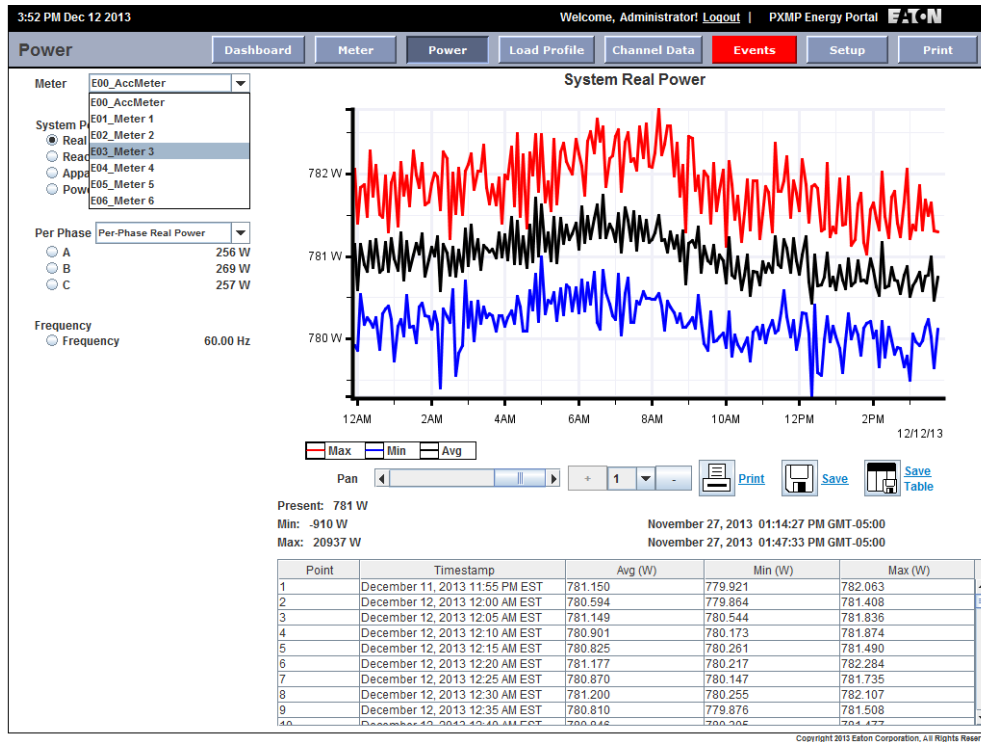 3:52 PM Dec 12 2013 Welcome, Administrator! Logout | PXMP Energy Portal EATON
Power Dashboard Meter Power Load Profile Channel Data Events Setup Print
Meter E00_AccMeter
E00_AccMeter
E01_Meter 1
E02_Meter 2
E03_Meter 3
E04_Meter 4
E05_Meter 5
E06_Meter 6
System P
Real
Reac
Appa
Powe
Per Phase Per-Phase Real Power
A 256 W
B 269 W
C 257 W
Frequency
Frequency 60.00 Hz
System Real Power
782 W
781 W
780 W
12AM 2AM 4AM 6AM 8AM 10AM 12PM 2PM
12/12/13
Max Min Avg
Pan + 1 - Print Save Save Table
Present: 781 W
Min: -910 W November 27, 2013 01:14:27 PM GMT-05:00
Max: 20937 W November 27, 2013 01:47:33 PM GMT-05:00
Point Timestamp Avg (W) Min (W) Max (W)
1 December 11, 2013 11:55 PM EST 781.150 779.921 782.063
2 December 12, 2013 12:00 AM EST 780.594 779.864 781.408
3 December 12, 2013 12:05 AM EST 781.149 780.544 781.836
4 December 12, 2013 12:10 AM EST 780.901 780.173 781.874
5 December 12, 2013 12:15 AM EST 780.825 780.261 781.490
6 December 12, 2013 12:20 AM EST 781.177 780.217 782.284
7 December 12, 2013 12:25 AM EST 780.870 780.147 781.735
8 December 12, 2013 12:30 AM EST 781.200 780.255 782.107
9 December 12, 2013 12:35 AM EST 780.810 779.876 781.508
Copyright 2013 Eaton Corporation, All Rights Reser